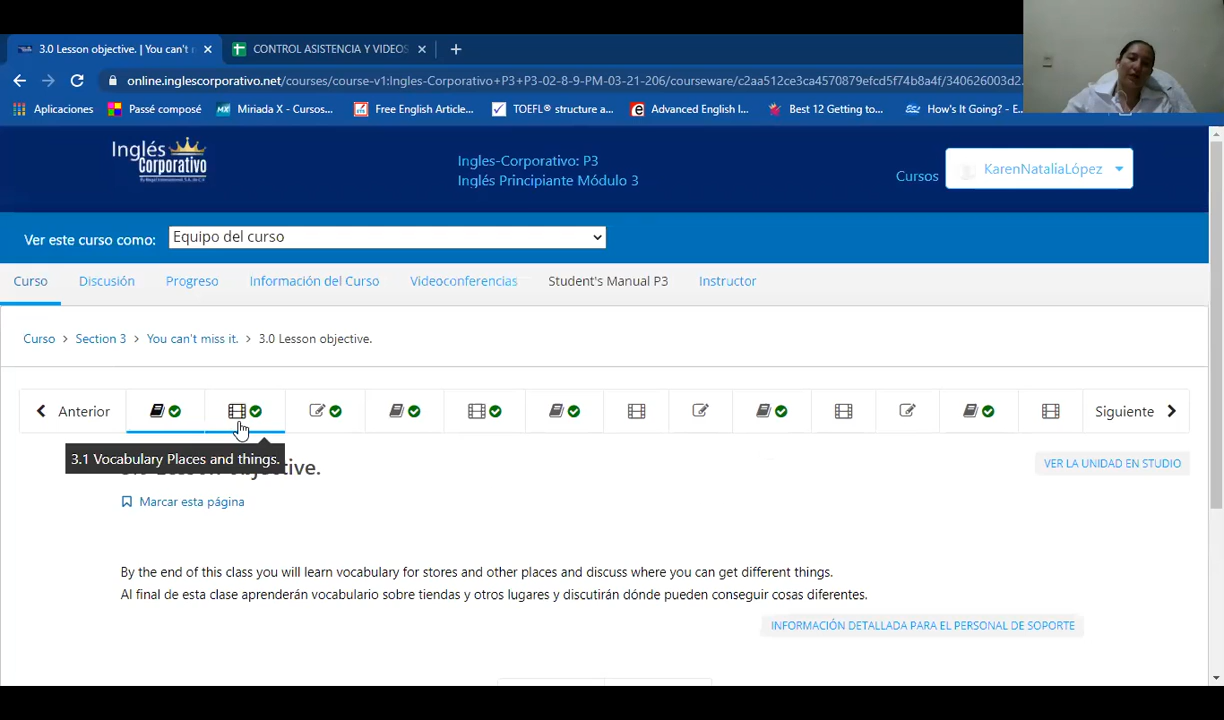 3.0 Lesson objective. | You can't
CONTROL ASISTENCIA Y VIDEOS
online.inglescorporativo.net/courses/course-v1:Ingles-Corporativo+P3+P3-02-8-9-PM-03-21-206/courseware/c2aa512ce3ca4570879efcd5f74b8a4f/340626003d2...
Aplicaciones
Passé composé
Miriada X - Cursos...
Free English Article...
TOEFL® structure a...
Advanced English I...
Best 12 Getting to...
How's It Going? - E...
Inglés
Corporativo
Ingles-Corporativo: P3
Inglés Principiante Módulo 3
Cursos
KarenNataliaLópez
Ver este curso como:
Equipo del curso
Curso
Discusión
Progreso
Información del Curso
Videoconferencias
Student's Manual P3
Instructor
Curso > Section 3 > You can't miss it. > 3.0 Lesson objective.
Anterior
Siguiente
3.1 Vocabulary Places and things.
VER LA UNIDAD EN STUDIO
Marcar esta página
By the end of this class you will learn vocabulary for stores and other places and discuss where you can get different things.
Al final de esta clase aprenderán vocabulario sobre tiendas y otros lugares y discutirán dónde pueden conseguir cosas diferentes.
INFORMACIÓN DETALLADA PARA EL PERSONAL DE SOPORTE